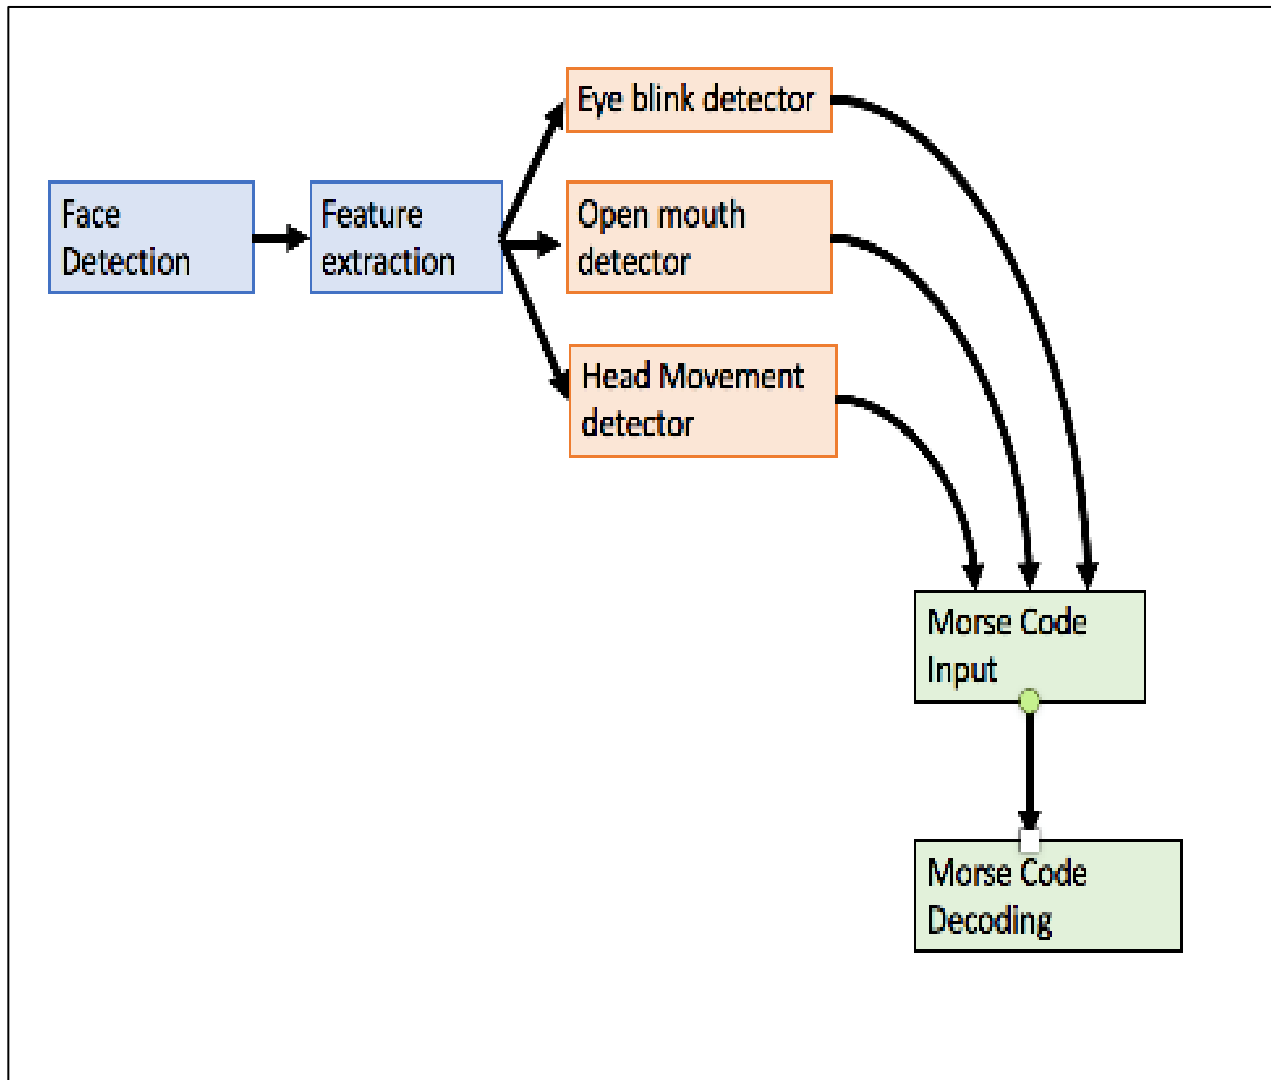 Eye blink detector
Face
Detection
Feature
extraction
Open mouth
detector
Head Movement
detector
Morse Code
Input
Morse Code
Decoding